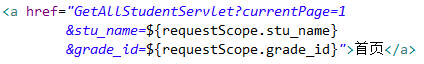 <a href="GetAllStudentServlet?currentPage=1
&stu_name=${requestScope.stu_name}
&grade_id=${requestScope.grade_id}">首页</a>